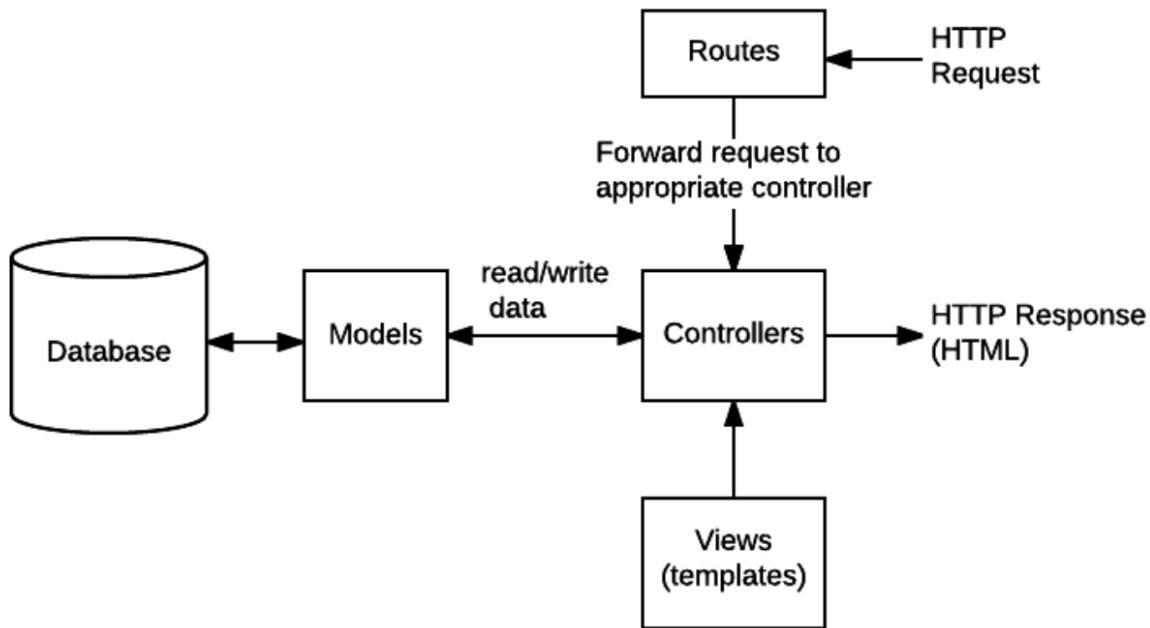 Routes
HTTP
Request
Forward request to
appropriate controller
Database
Models
read/write
data
Controllers
HTTP Response
(HTML)
Views
(templates)